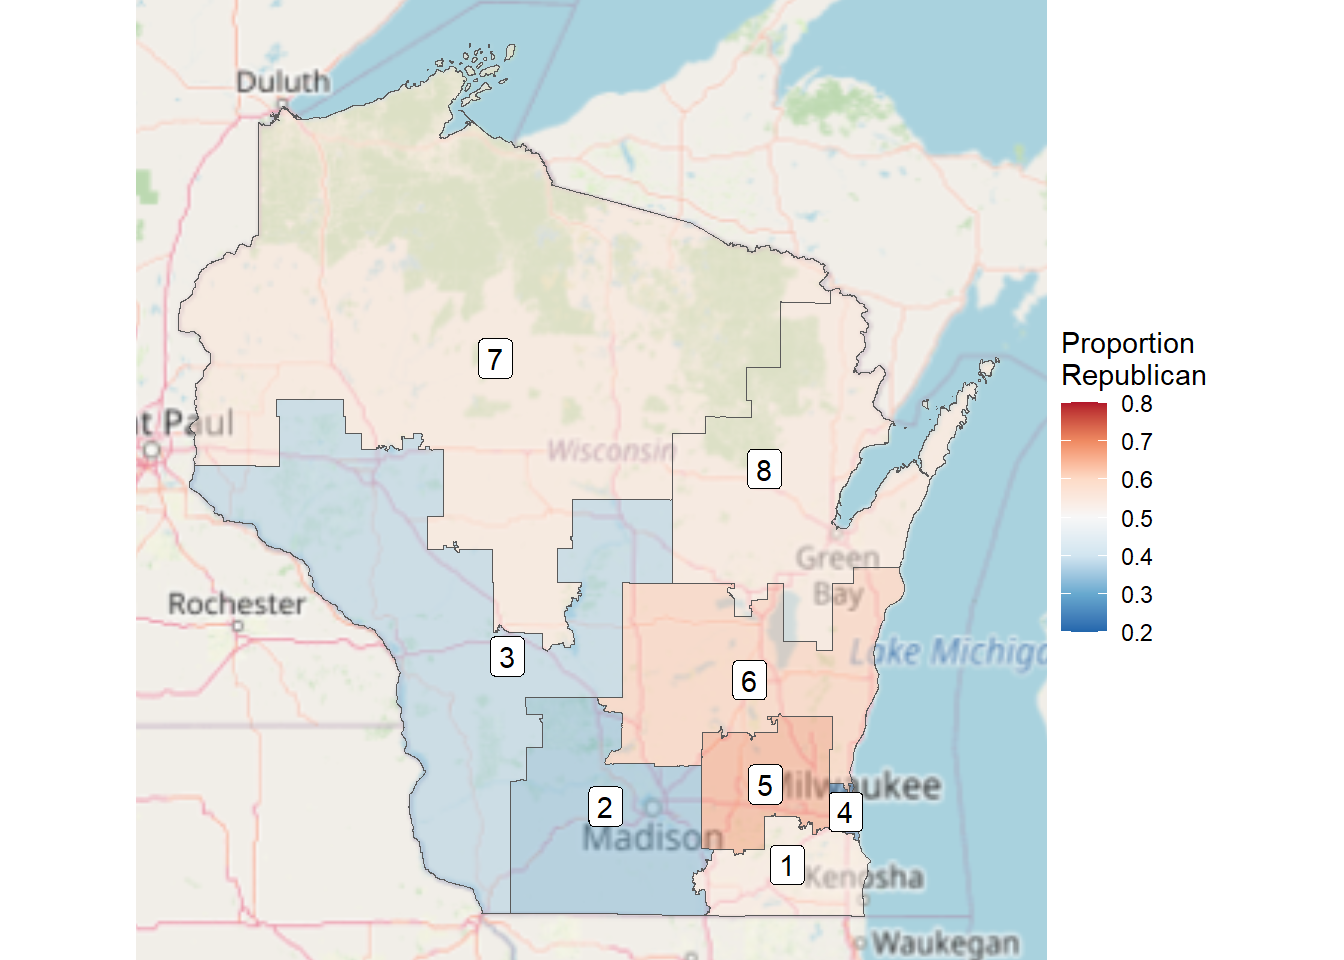 Duluth
7
t Paul
Wisconsin
8
Green
Bay
Rochester
3
6
Lake Michiga
5
Milwaukee
4
2
Madison
1
Kenosha
Waukegan
Proportion
Republican
0.8
0.7
0.6
0.5
0.4
0.3
0.2